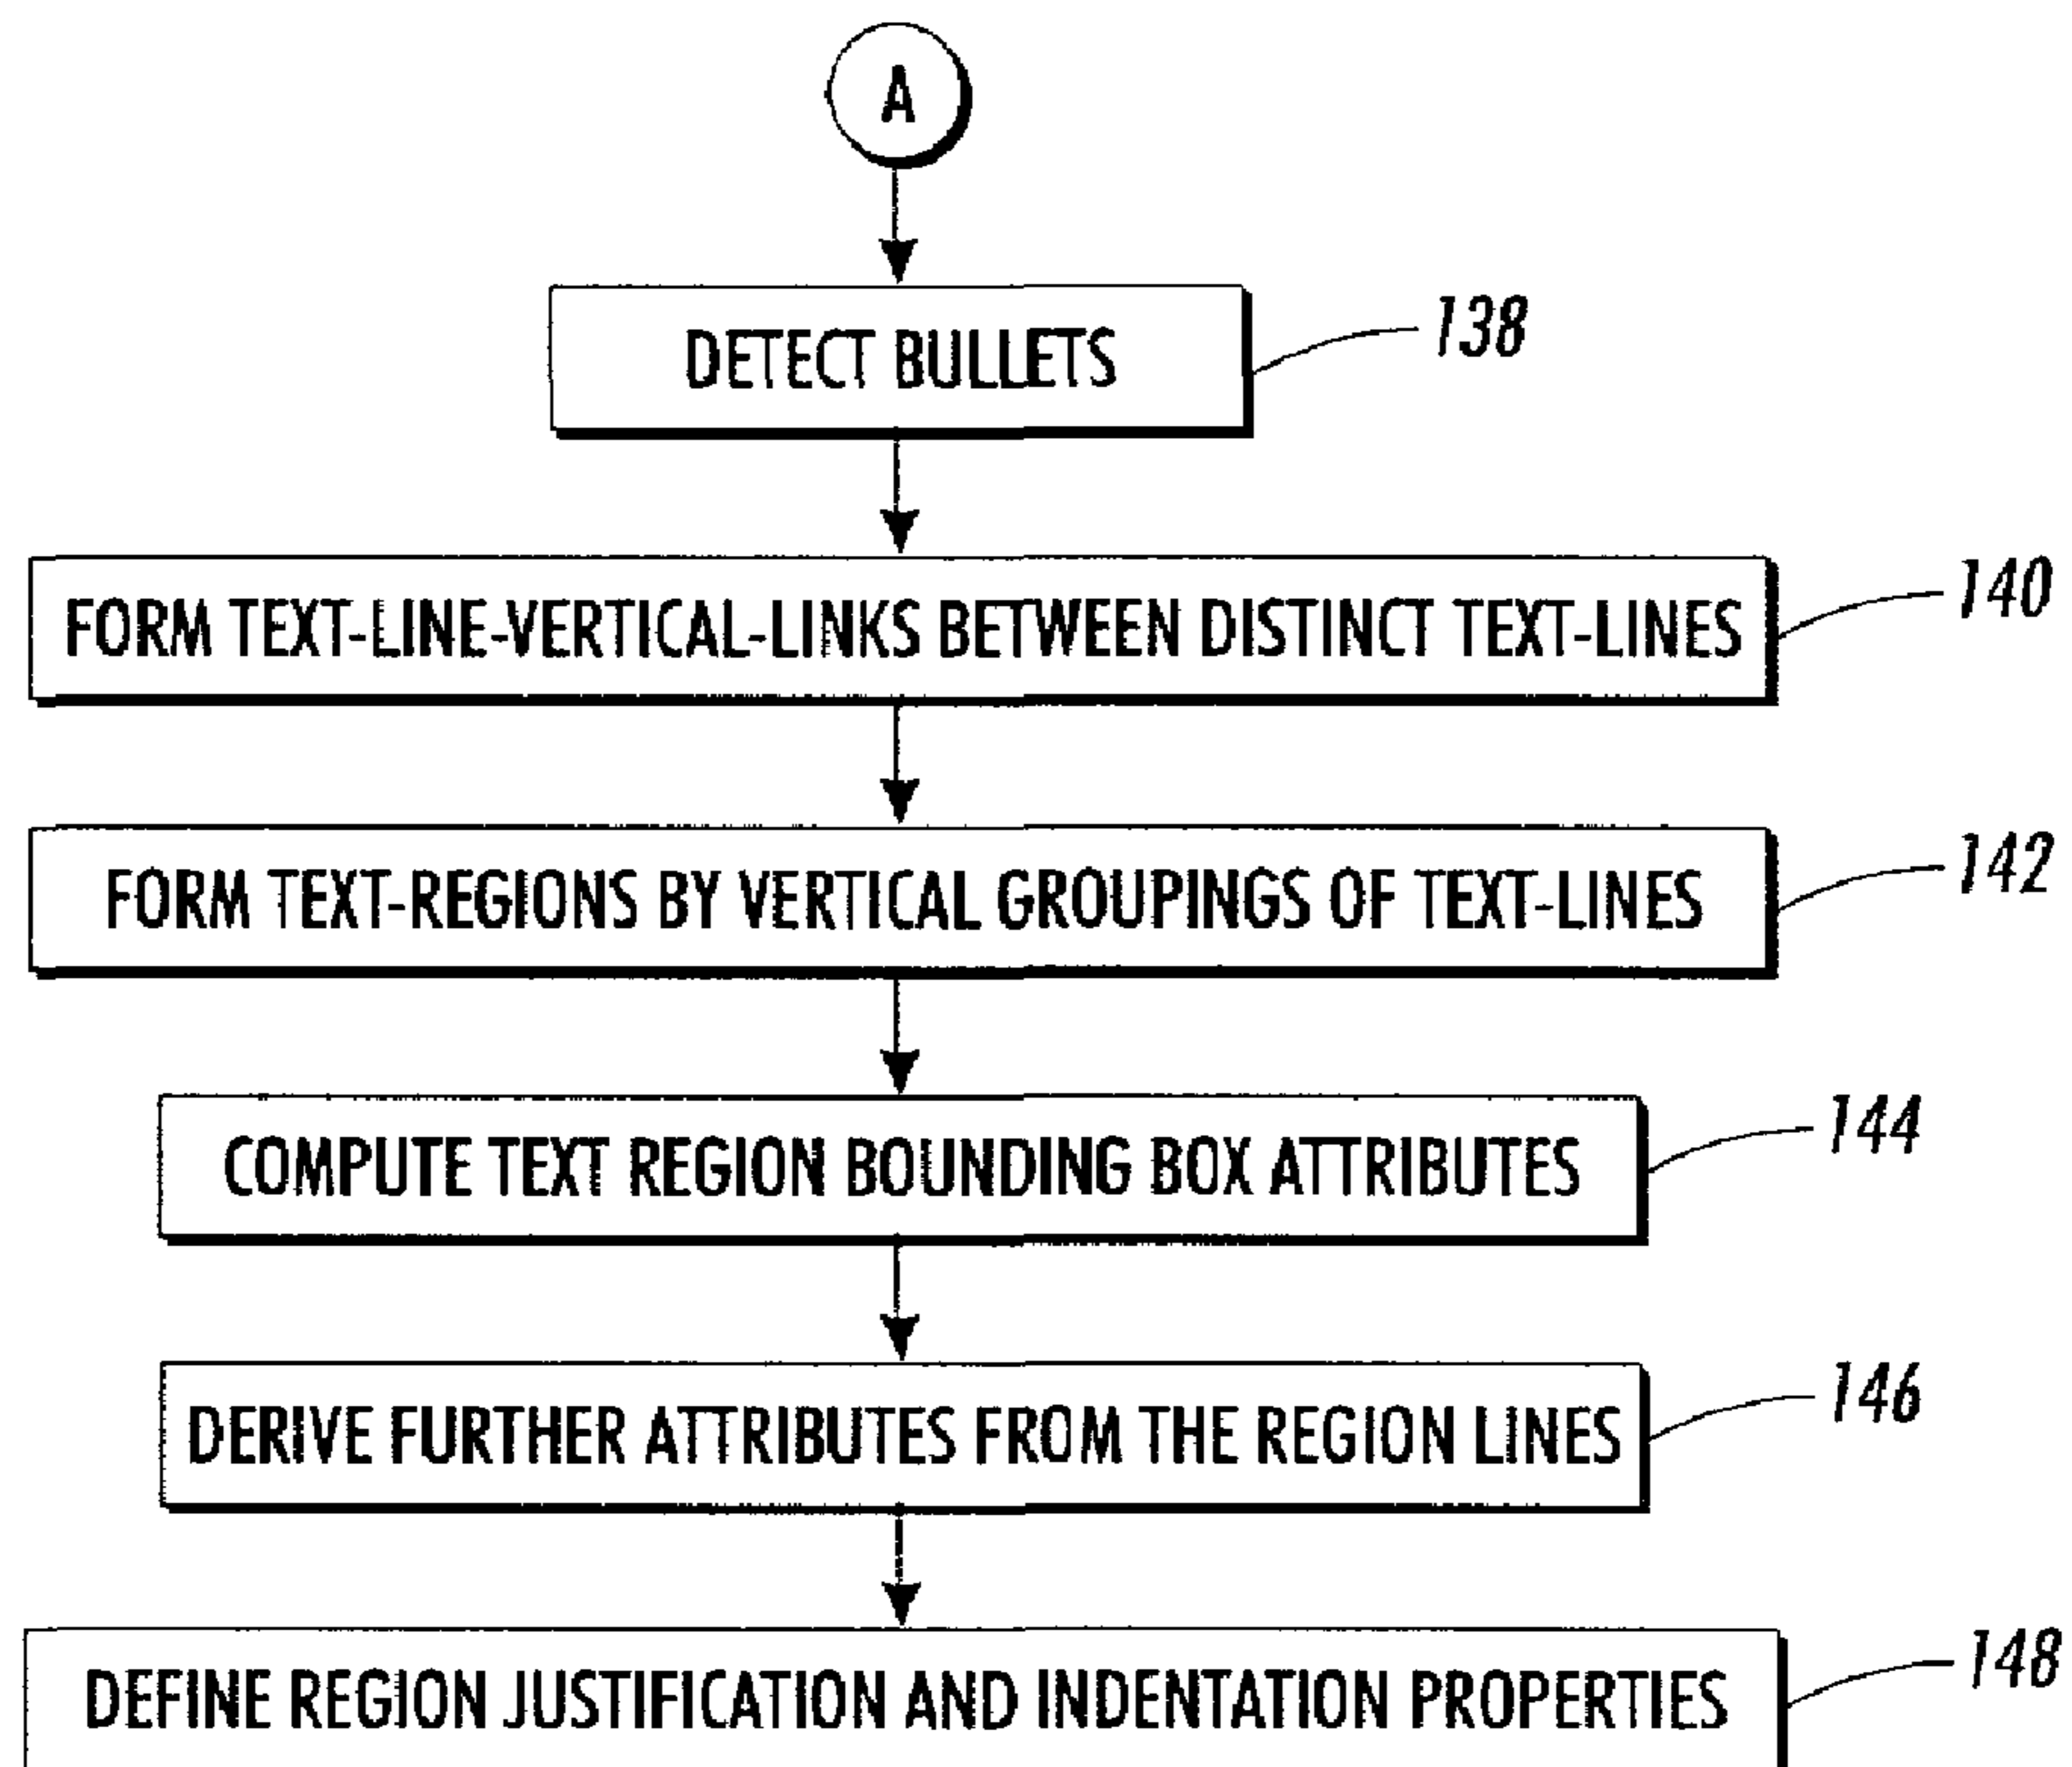 A
DETECT BULLETS
138
FORM TEXT-LINE-VERTICAL-LINKS BETWEEN DISTINCT TEXT-LINES
140
FORM TEXT-REGIONS BY VERTICAL GROUPINGS OF TEXT-LINES
142
COMPUTE TEXT REGION BOUNDING BOX ATTRIBUTES
144
DERIVE FURTHER ATTRIBUTES FROM THE REGION LINES
146
DEFINE REGION JUSTIFICATION AND INDENTATION PROPERTIES
148